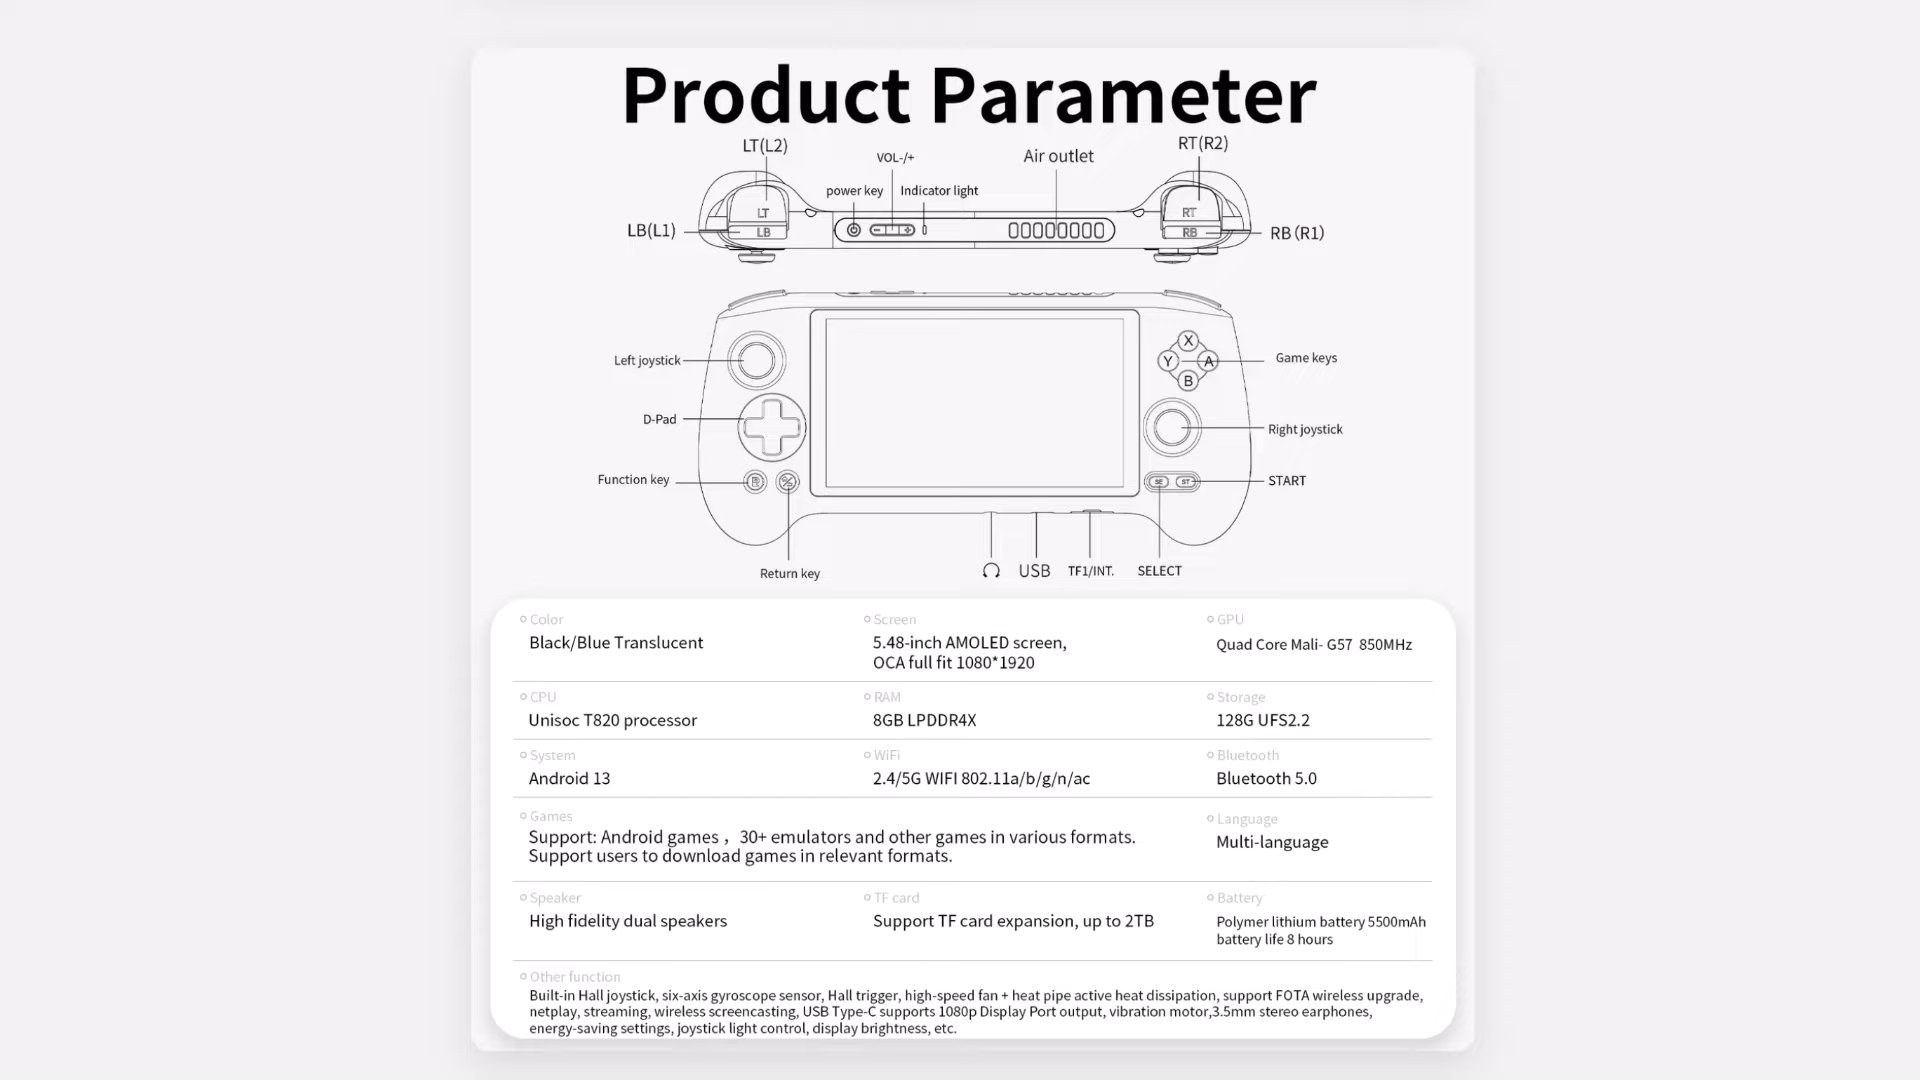 Product Parameter
LT(L2)
RT(R2)
VOL-/+
Air outlet
power key
Indicator light
LT
RT
LB(L1)
LB
RB
RB(R1)
X
Left joystick
Y
A
Game keys
B
D-Pad
Right joystick
Function key
R
SE
ST
START
Return key
USB
TF1/INT.
SELECT
Color
Screen
GPU
Black/Blue Translucent
5.48-inch AMOLED screen,
OCA full fit 1080*1920
Quad Core Mali- G57 850MHz
CPU
RAM
Storage
Unisoc T820 processor
8GB LPDDR4X
128G UFS2.2
System
WiFi
Bluetooth
Android 13
2.4/5G WIFI 802.11a/b/g/n/ac
Bluetooth 5.0
Games
Language
Support: Android games，30+ emulators and other games in various formats.
Support users to download games in relevant formats.
Multi-language
Speaker
TF card
Battery
High fidelity dual speakers
Support TF card expansion, up to 2TB
Polymer lithium battery 5500mAh
battery life 8 hours
Other function
Built-in Hall joystick, six-axis gyroscope sensor, Hall trigger, high-speed fan + heat pipe active heat dissipation, support FOTA wireless upgrade,
netplay, streaming, wireless screencasting, USB Type-C supports 1080p Display Port output, vibration motor,3.5mm stereo earphones,
energy-saving settings, joystick light control, display brightness, etc.